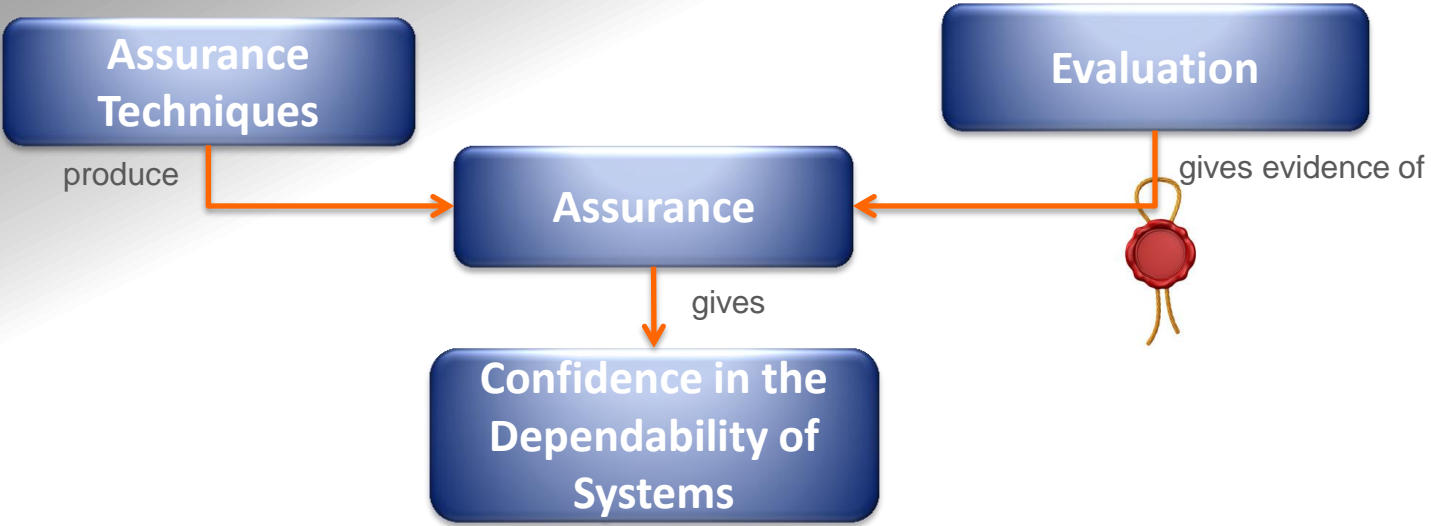 Assurance
Techniques
Evaluation
produce
gives evidence of
Assurance
gives
Confidence in the
Dependability of
Systems